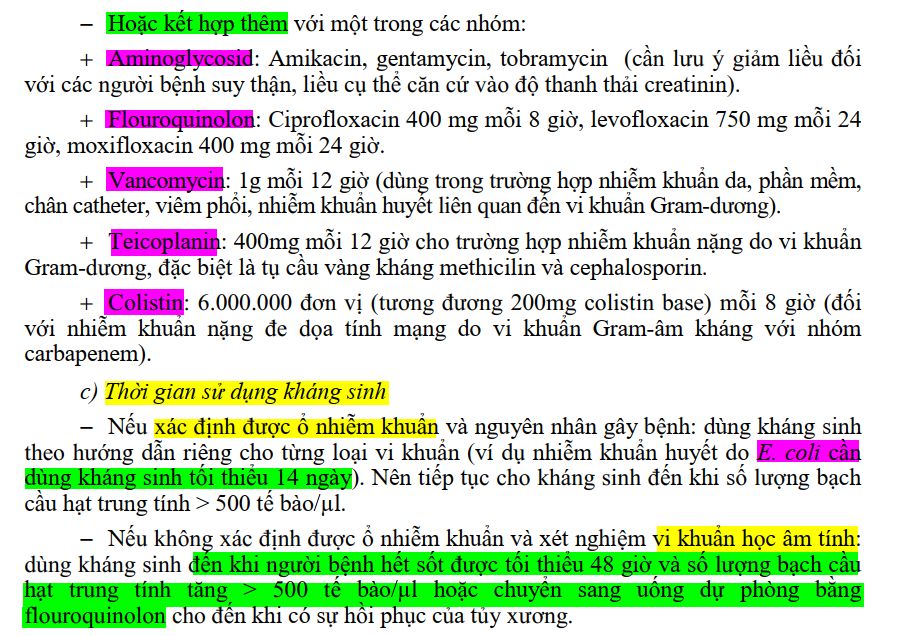 – Hoặc kết hợp thêm với một trong các nhóm:
+ Aminoglycosid: Amikacin, gentamycin, tobramycin (cần lưu ý giảm liều đối
với các người bệnh suy thận, liều cụ thể căn cứ vào độ thanh thải creatinin).
+ Flouroquinolon: Ciprofloxacin 400 mg mỗi 8 giờ, levofloxacin 750 mg mỗi 24
giờ, moxifloxacin 400 mg mỗi 24 giờ.
+ Vancomycin: 1g mỗi 12 giờ (dùng trong trường hợp nhiễm khuẩn da, phần mềm,
chân catheter, viêm phổi, nhiễm khuẩn huyết liên quan đến vi khuẩn Gram-dương).
+ Teicoplanin: 400mg mỗi 12 giờ cho trường hợp nhiễm khuẩn nặng do vi khuẩn
Gram-dương, đặc biệt là tụ cầu vàng kháng methicilin và cephalosporin.
+ Colistin: 6.000.000 đơn vị (tương đương 200mg colistin base) mỗi 8 giờ (đối
với nhiễm khuẩn nặng đe dọa tính mạng do vi khuẩn Gram-âm kháng với nhóm
carbapenem).
c) Thời gian sử dụng kháng sinh
– Nếu xác định được ổ nhiễm khuẩn và nguyên nhân gây bệnh: dùng kháng sinh
theo hướng dẫn riêng cho từng loại vi khuẩn (ví dụ nhiễm khuẩn huyết do E. coli cần
dùng kháng sinh tối thiểu 14 ngày). Nên tiếp tục cho kháng sinh đến khi số lượng bạch
cầu hạt trung tính > 500 tế bào/µl.
– Nếu không xác định được ổ nhiễm khuẩn và xét nghiệm vi khuẩn học âm tính:
dùng kháng sinh đến khi người bệnh hết sốt được tối thiểu 48 giờ và số lượng bạch cầu
hạt trung tính tăng > 500 tế bào/µl hoặc chuyển sang uống dự phòng bằng
flouroquinolon cho đến khi có sự hồi phục của tủy xương.